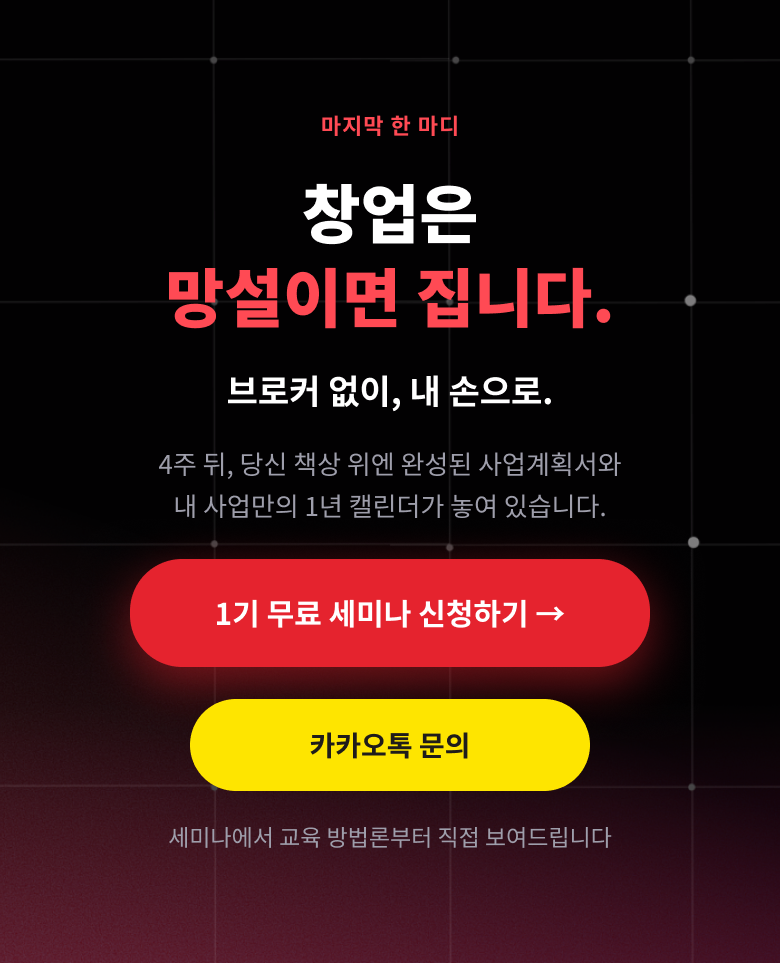 마지막 한 마디
창업은
망설이면 집니다.
브로커 없이, 내 손으로.
4주 뒤, 당신 책상 위엔 완성된 사업계획서와
내 사업만의 1년 캘린더가 놓여 있습니다.
1기 무료 세미나 신청하기 →
카카오톡 문의
세미나에서 교육 방법론부터 직접 보여드립니다